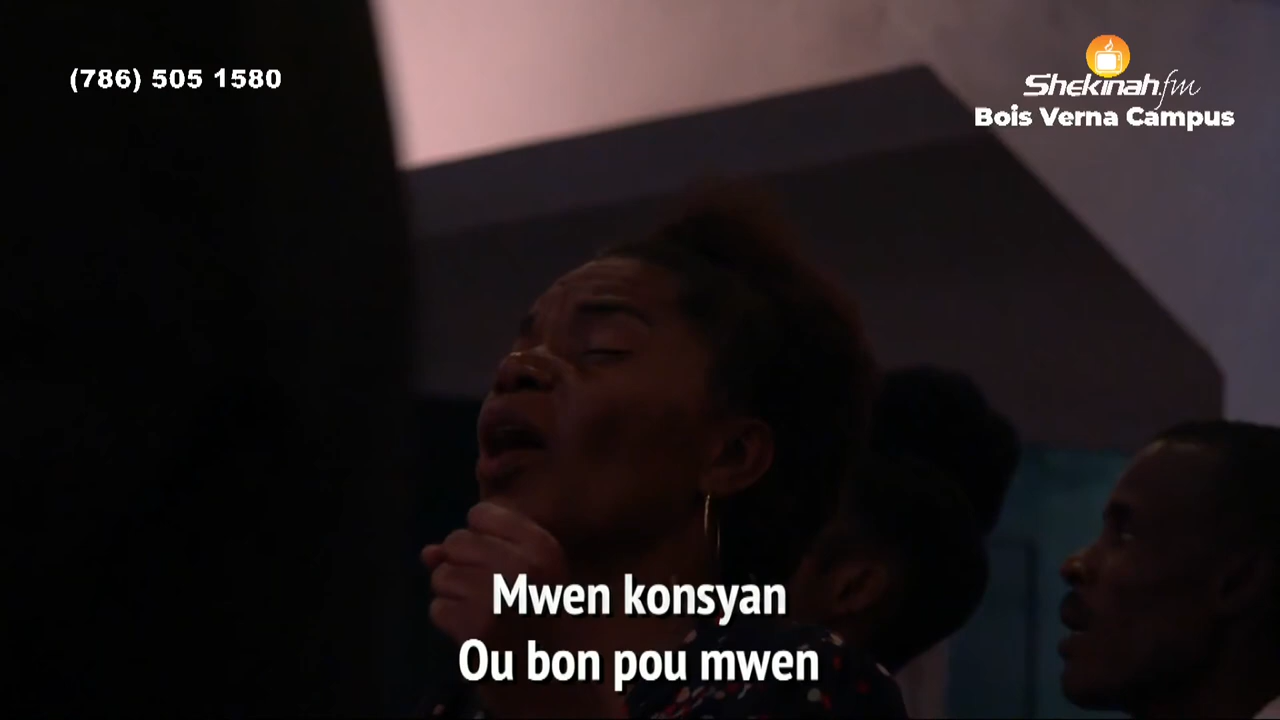 (786) 505 1580
Shekinah.fm
Bois Verna Campus
Mwen konsyan
Ou bon pou mwen